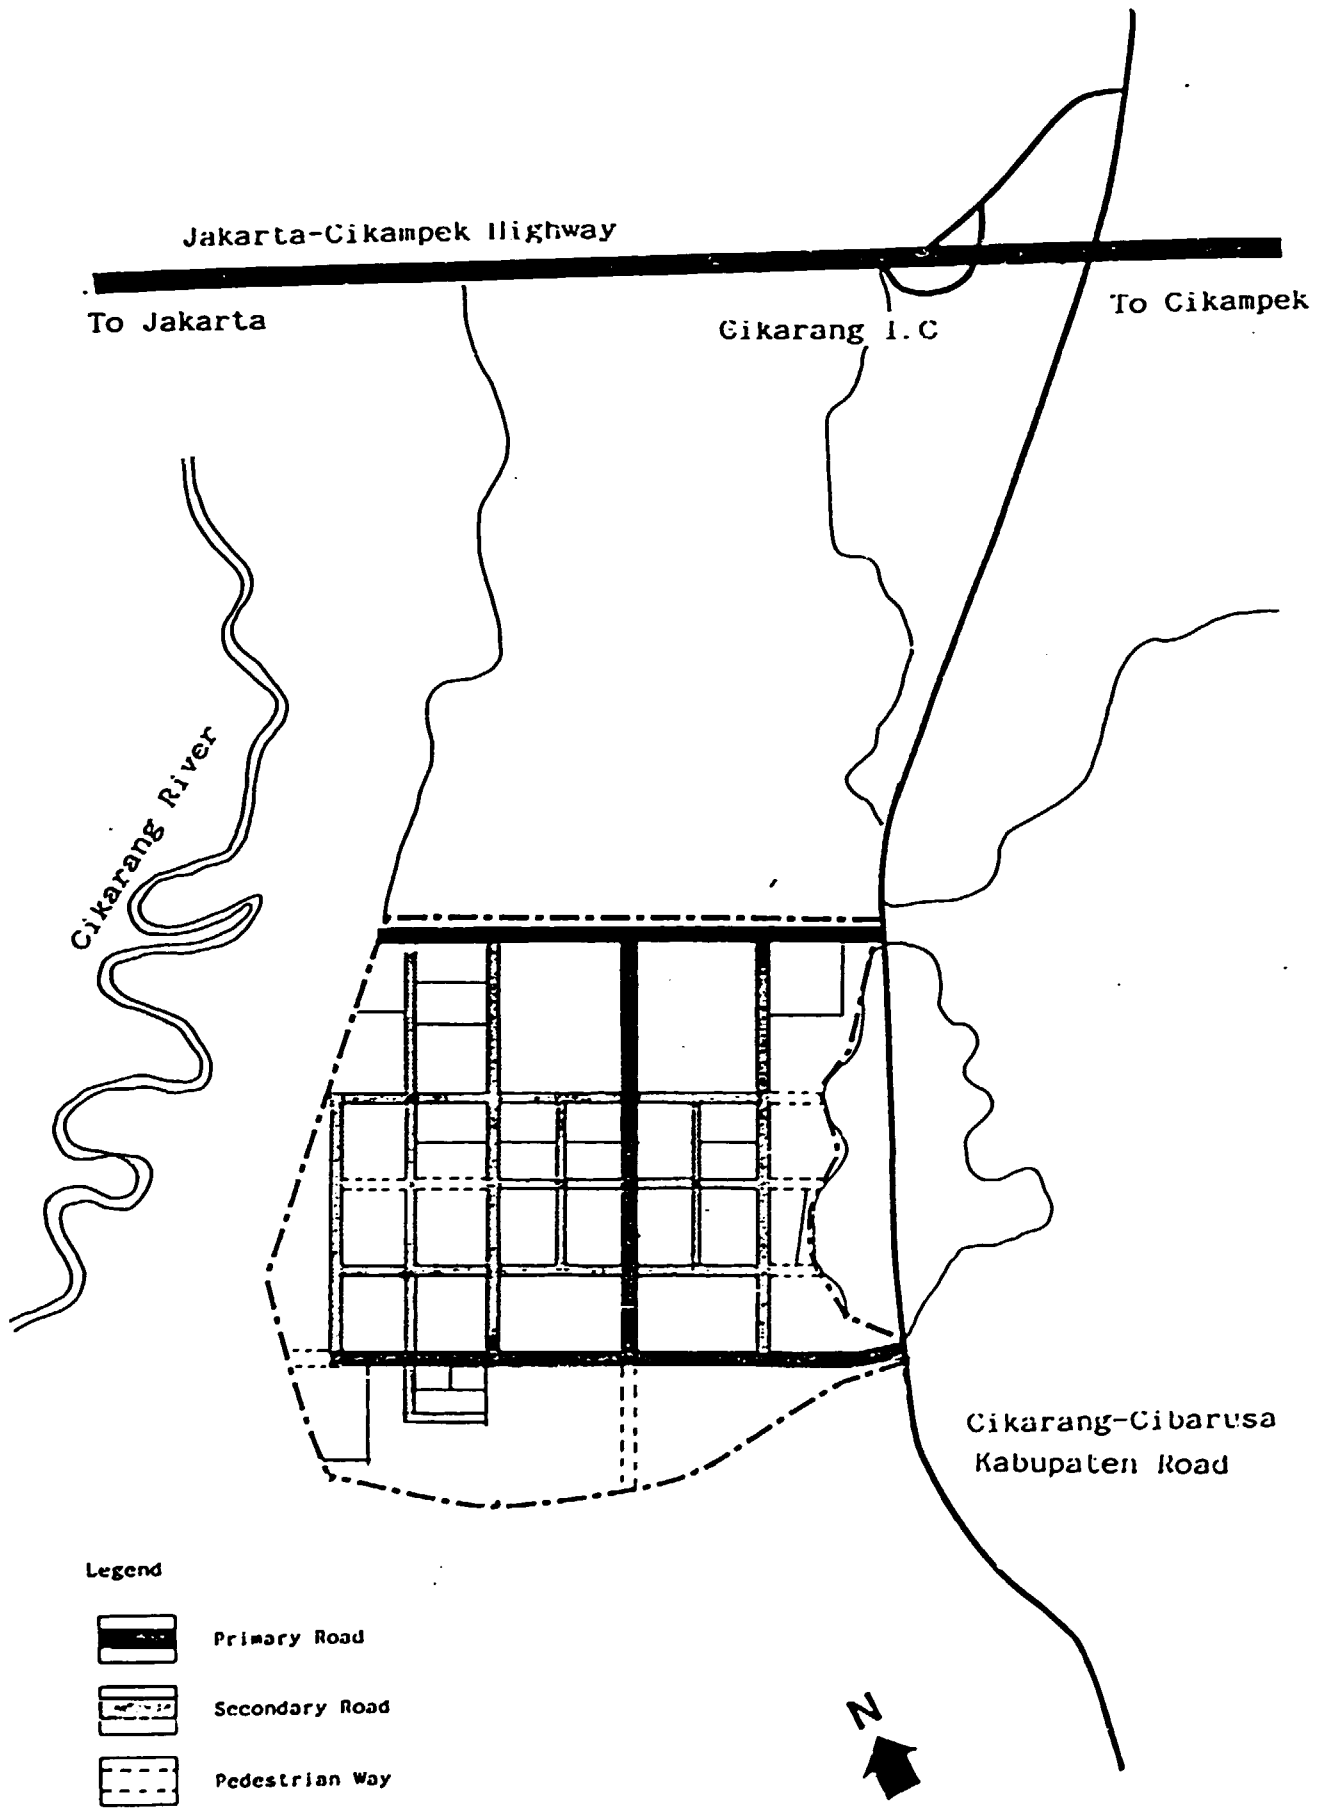 Jakarta-Cikampek Highway
To Jakarta
To Cikampek
Cikarang I.C
Cikarang River
Cikarang-Cibarusa
Kabupaten Road
Legend
Primary Road
Secondary Road
Pedestrian Way
N